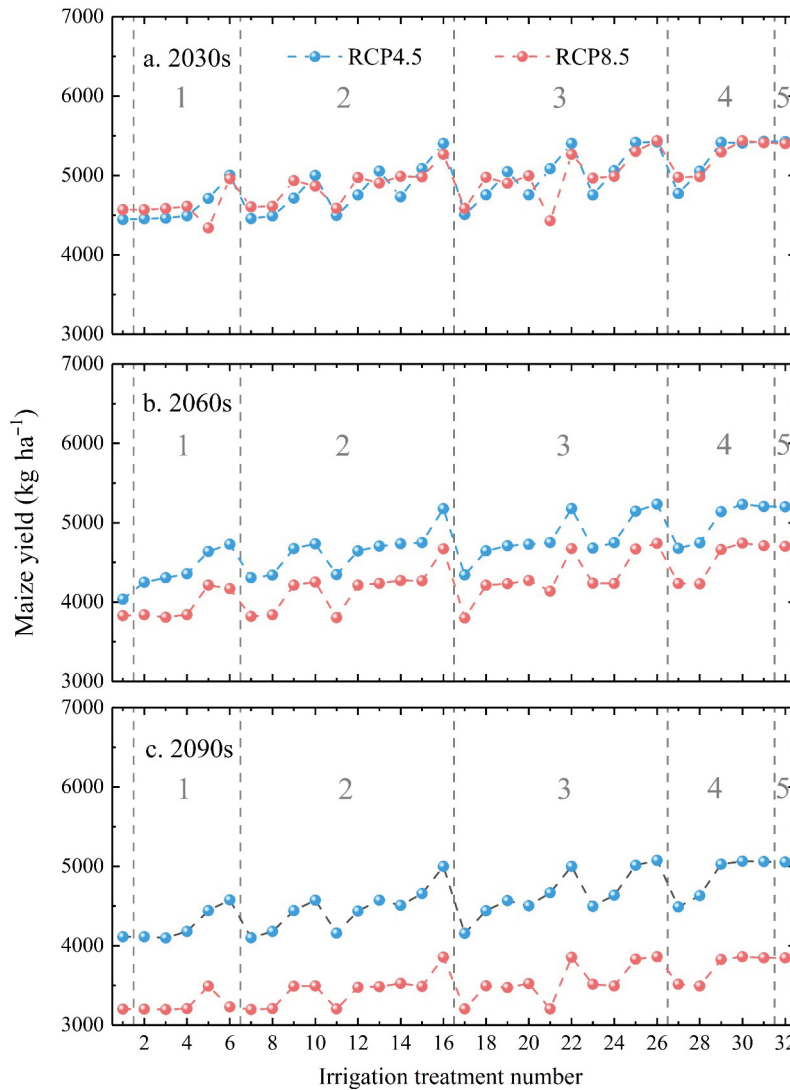 7000
a. 2030s
RCP4.5
RCP8.5
6000
1 2 3 4 5
5000
4000
3000
7000
b. 2060s
6000
1 2 3 4 5
5000
4000
3000
Maize yield (kg ha⁻¹)
7000
c. 2090s
6000
1 2 3 4 5
5000
4000
3000
2 4 6 8 10 12 14 16 18 20 22 24 26 28 30 32
Irrigation treatment number